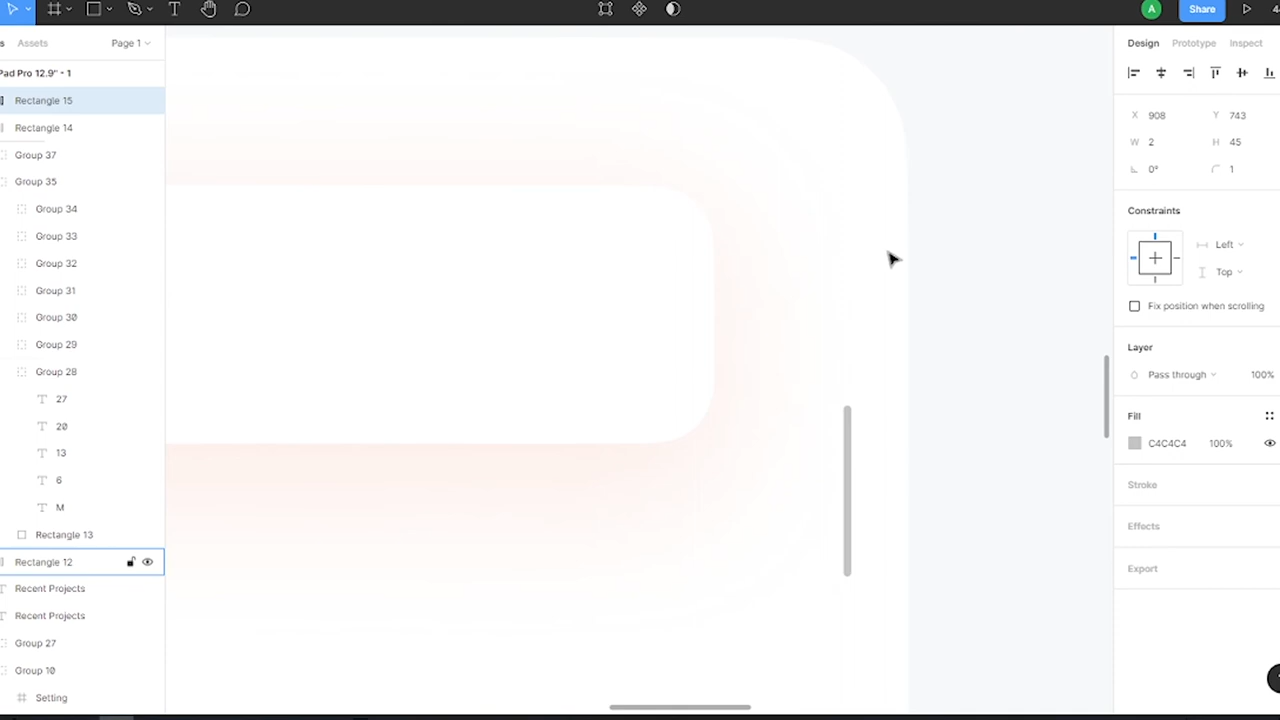 A
Share
s
Assets
Page 1
Design
Prototype
Inspect
Pad Pro 12.9" - 1
Rectangle 15
Rectangle 14
Group 37
Group 35
Group 34
Group 33
Group 32
Group 31
Group 30
Group 29
Group 28
27
20
13
6
M
Rectangle 13
Rectangle 12
Recent Projects
Recent Projects
Group 27
Group 10
Setting
X 908
Y 743
W 2
H 45
0°
1
Constraints
Left
Top
Fix position when scrolling
Layer
Pass through
100%
Fill
C4C4C4
100%
Stroke
Effects
Export